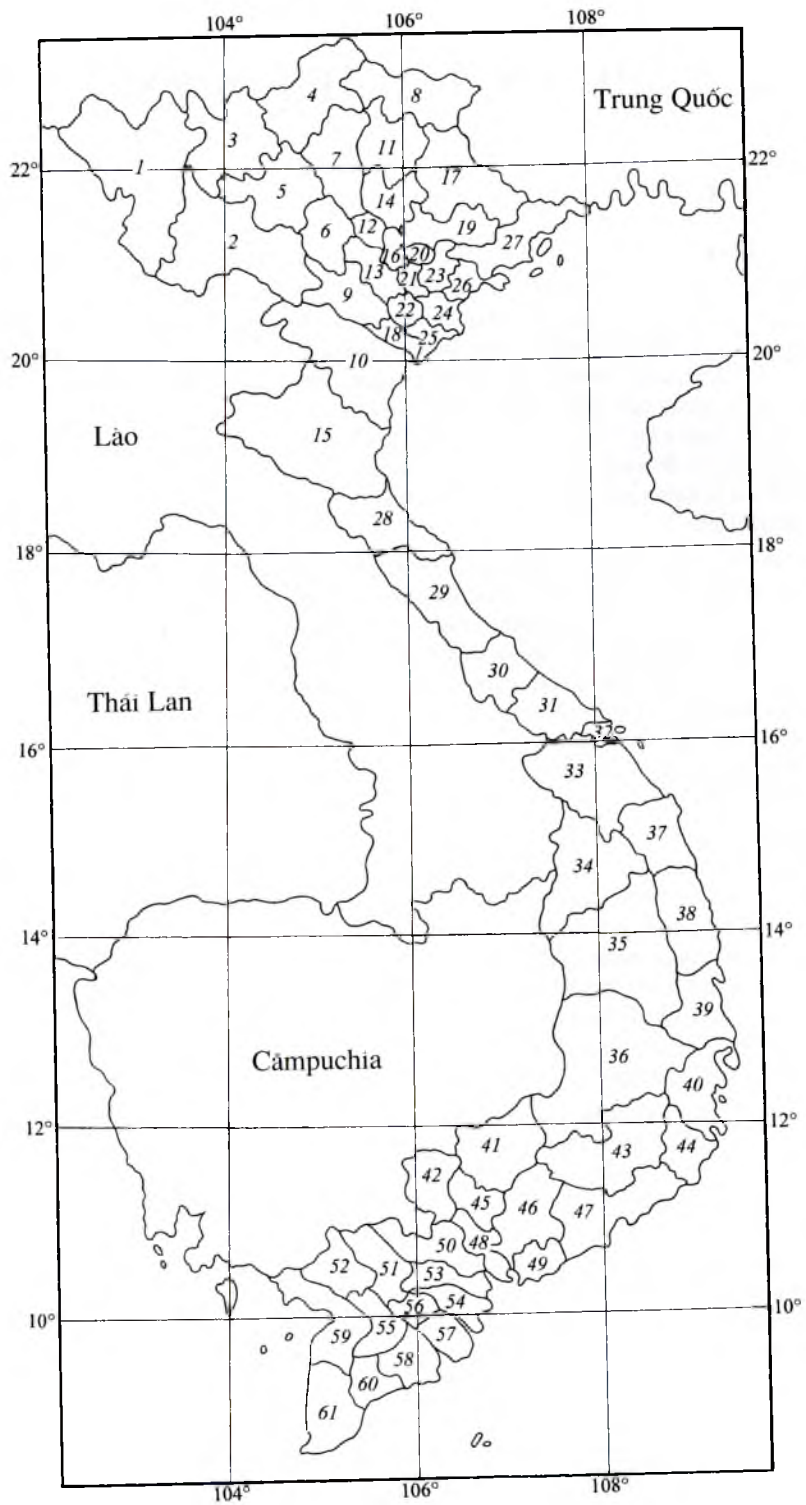 104° 106° 108°
4 8 Trung Quốc
3 11
22° 1 7 17 22°
5 14
2 6 12 19 27
16 20
13 21 23 26
9 22 24
18 25
20° 10 20°
Lào 15
28
18° 18°
29
30
Thái Lan 31
32
16° 16°
33
37
34
38
14° 35 14°
39
36
Cămpuchia 40
12° 12°
41 43 44
42
45 46 47
50 48
52 51 53 49
10° 56 54 10°
59 55 57
58
60
61
104° 106° 108°